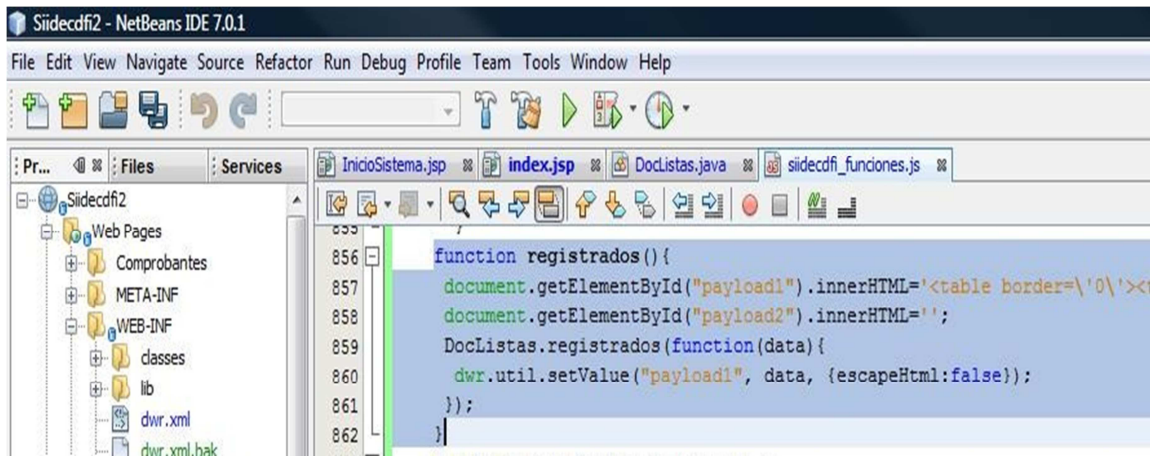 Siidecdfi2 - NetBeans IDE 7.0.1
File Edit View Navigate Source Refactor Run Debug Profile Team Tools Window Help
Pr... Files Services
InicioSistema.jsp index.jsp DocListas.java siidecdfi_funciones.js
Siidecdfi2
Web Pages
Comprobantes
META-INF
WEB-INF
classes
lib
dwr.xml
dwr.xml.bak
855 }
856 function registrados(){
857 document.getElementById("payload1").innerHTML='<table border=\'0\'><t
858 document.getElementById("payload2").innerHTML='';
859 DocListas.registrados(function(data){
860 dwr.util.setValue("payload1", data, {escapeHtml:false});
861 });
862 }